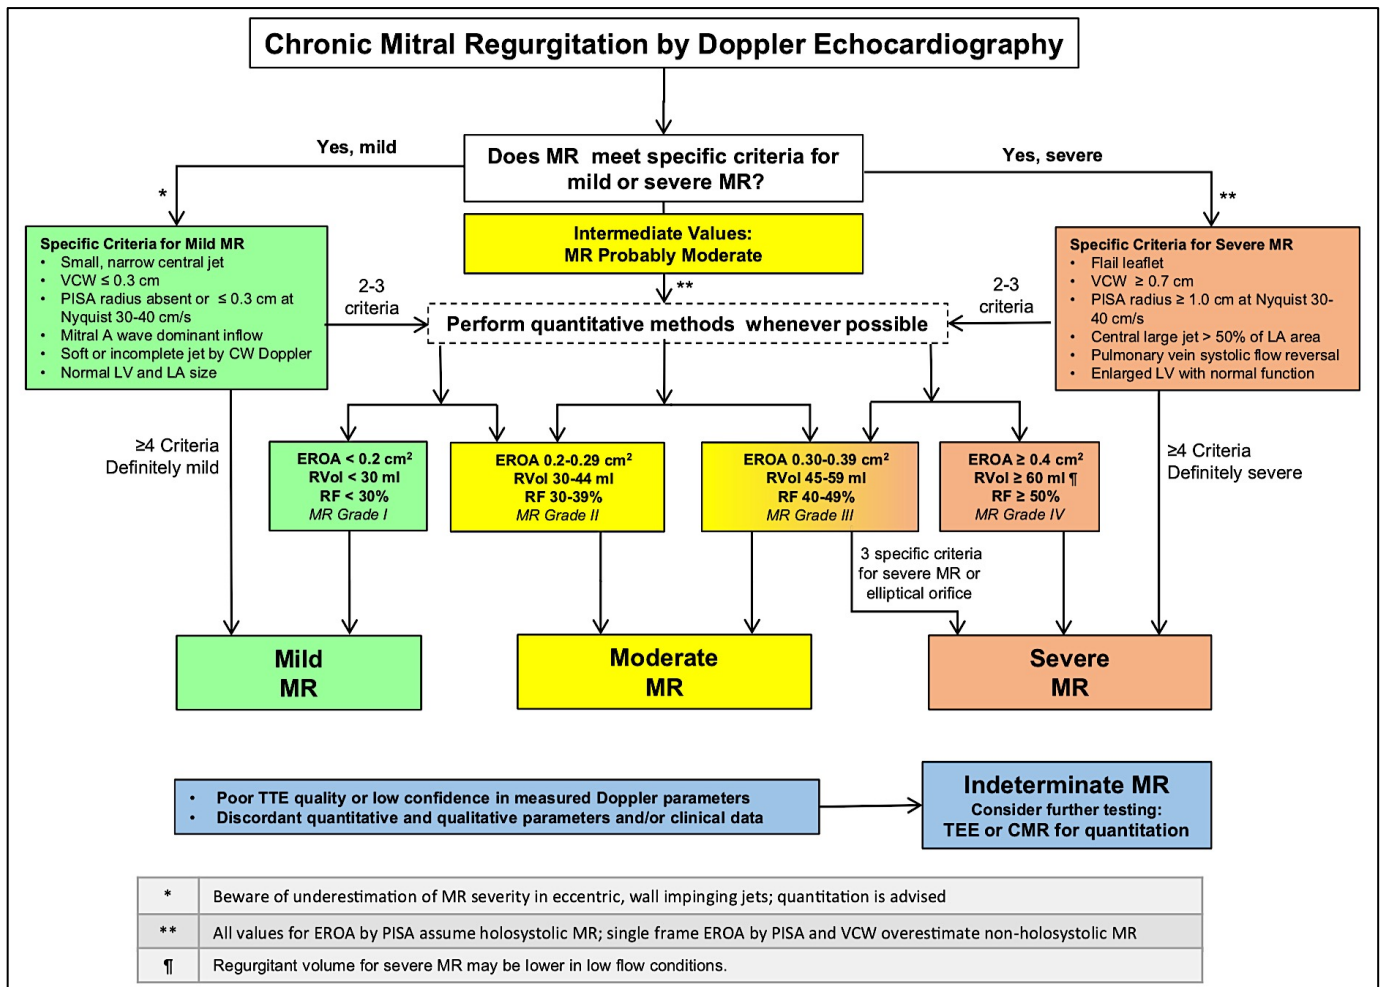 Chronic Mitral Regurgitation by Doppler Echocardiography
Yes, mild
Does MR meet specific criteria for
mild or severe MR?
Yes, severe
*
**
Intermediate Values:
MR Probably Moderate
**
Specific Criteria for Mild MR
• Small, narrow central jet
• VCW ≤ 0.3 cm
• PISA radius absent or ≤ 0.3 cm at
Nyquist 30-40 cm/s
• Mitral A wave dominant inflow
• Soft or incomplete jet by CW Doppler
• Normal LV and LA size
2-3
criteria
Perform quantitative methods whenever possible
2-3
criteria
Specific Criteria for Severe MR
• Flail leaflet
• VCW ≥ 0.7 cm
• PISA radius ≥ 1.0 cm at Nyquist 30-
40 cm/s
• Central large jet > 50% of LA area
• Pulmonary vein systolic flow reversal
• Enlarged LV with normal function
≥4 Criteria
Definitely mild
EROA < 0.2 cm²
RVol < 30 ml
RF < 30%
MR Grade I
EROA 0.2-0.29 cm²
RVol 30-44 ml
RF 30-39%
MR Grade II
EROA 0.30-0.39 cm²
RVol 45-59 ml
RF 40-49%
MR Grade III
EROA ≥ 0.4 cm²
RVol ≥ 60 ml ¶
RF ≥ 50%
MR Grade IV
≥4 Criteria
Definitely severe
3 specific criteria
for severe MR or
elliptical orifice
Mild
MR
Moderate
MR
Severe
MR
• Poor TTE quality or low confidence in measured Doppler parameters
• Discordant quantitative and qualitative parameters and/or clinical data
Indeterminate MR
Consider further testing:
TEE or CMR for quantitation
* Beware of underestimation of MR severity in eccentric, wall impinging jets; quantitation is advised
** All values for EROA by PISA assume holosystolic MR; single frame EROA by PISA and VCW overestimate non-holosystolic MR
¶ Regurgitant volume for severe MR may be lower in low flow conditions.